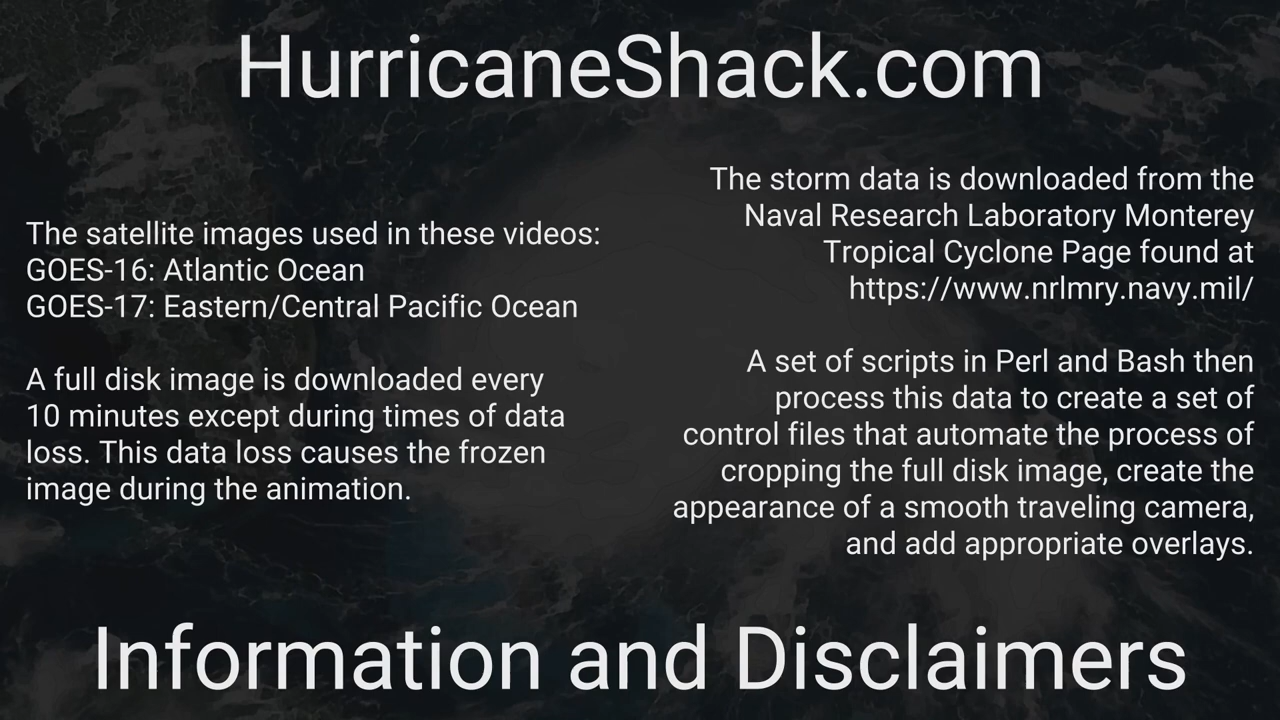 HurricaneShack.com
The satellite images used in these videos:
GOES-16: Atlantic Ocean
GOES-17: Eastern/Central Pacific Ocean
A full disk image is downloaded every
10 minutes except during times of data
loss. This data loss causes the frozen
image during the animation.
The storm data is downloaded from the
Naval Research Laboratory Monterey
Tropical Cyclone Page found at
https://www.nrlmry.navy.mil/
A set of scripts in Perl and Bash then
process this data to create a set of
control files that automate the process of
cropping the full disk image, create the
appearance of a smooth traveling camera,
and add appropriate overlays.
Information and Disclaimers